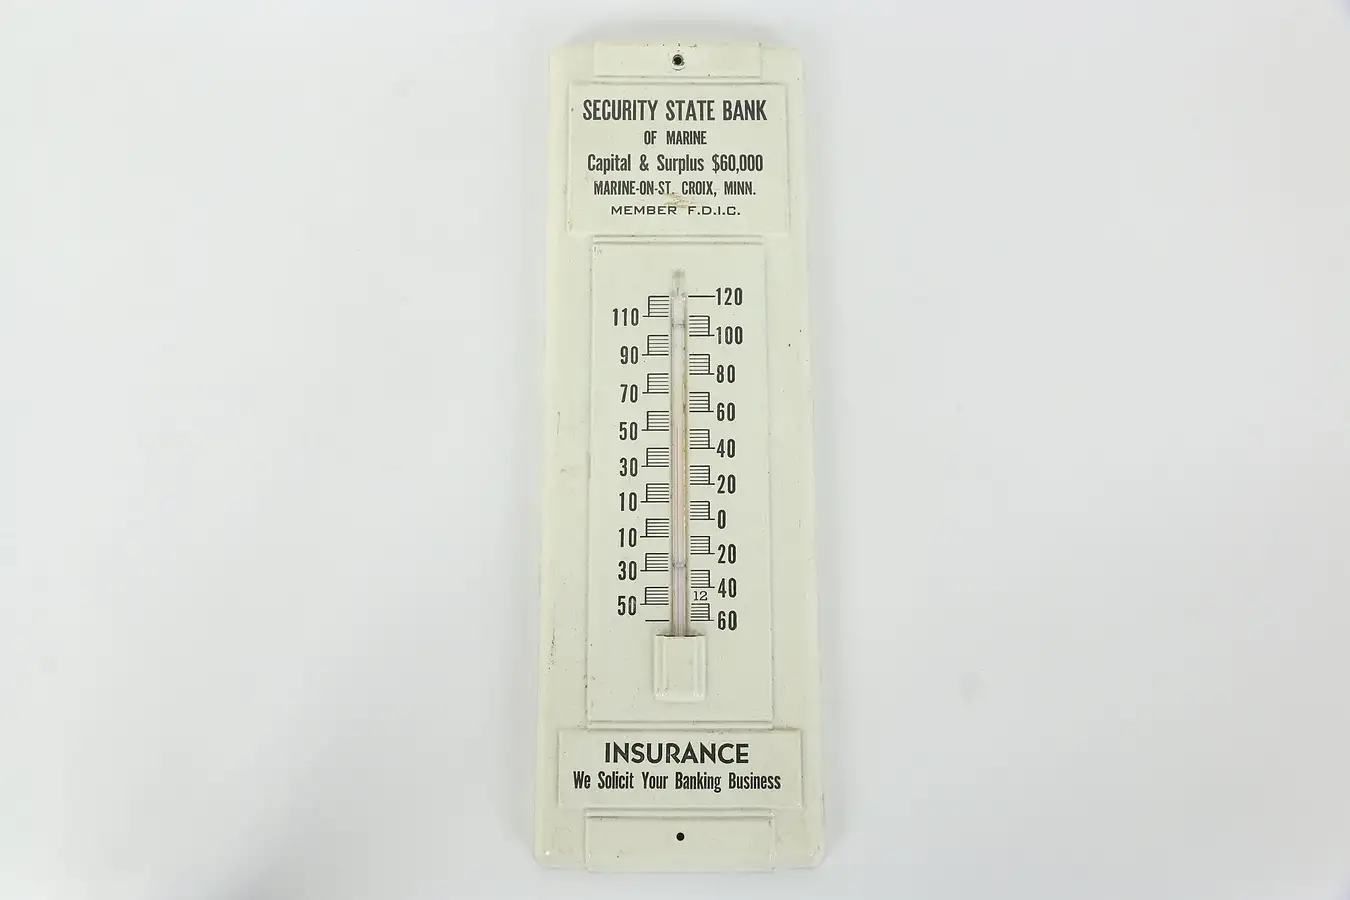 SECURITY STATE BANK
OF MARINE
Capital & Surplus $60,000
MARINE-ON-ST. CROIX, MINN.
MEMBER F.D.I.C.
120
110
100
90
80
70
60
50
40
30
20
10
0
10
20
30
40
12
50
60
INSURANCE
We Solicit Your Banking Business